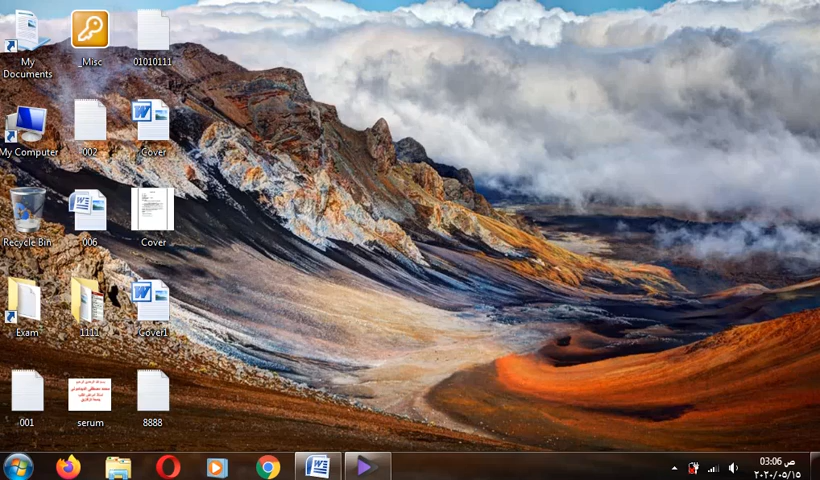 My
Documents
_Misc
01010111
My Computer
002
Cover
Recycle Bin
006
Cover
Exam
1111
Cover1
001
serum
8888
03:06 ص
٢٠٢٠/٠٥/١٥